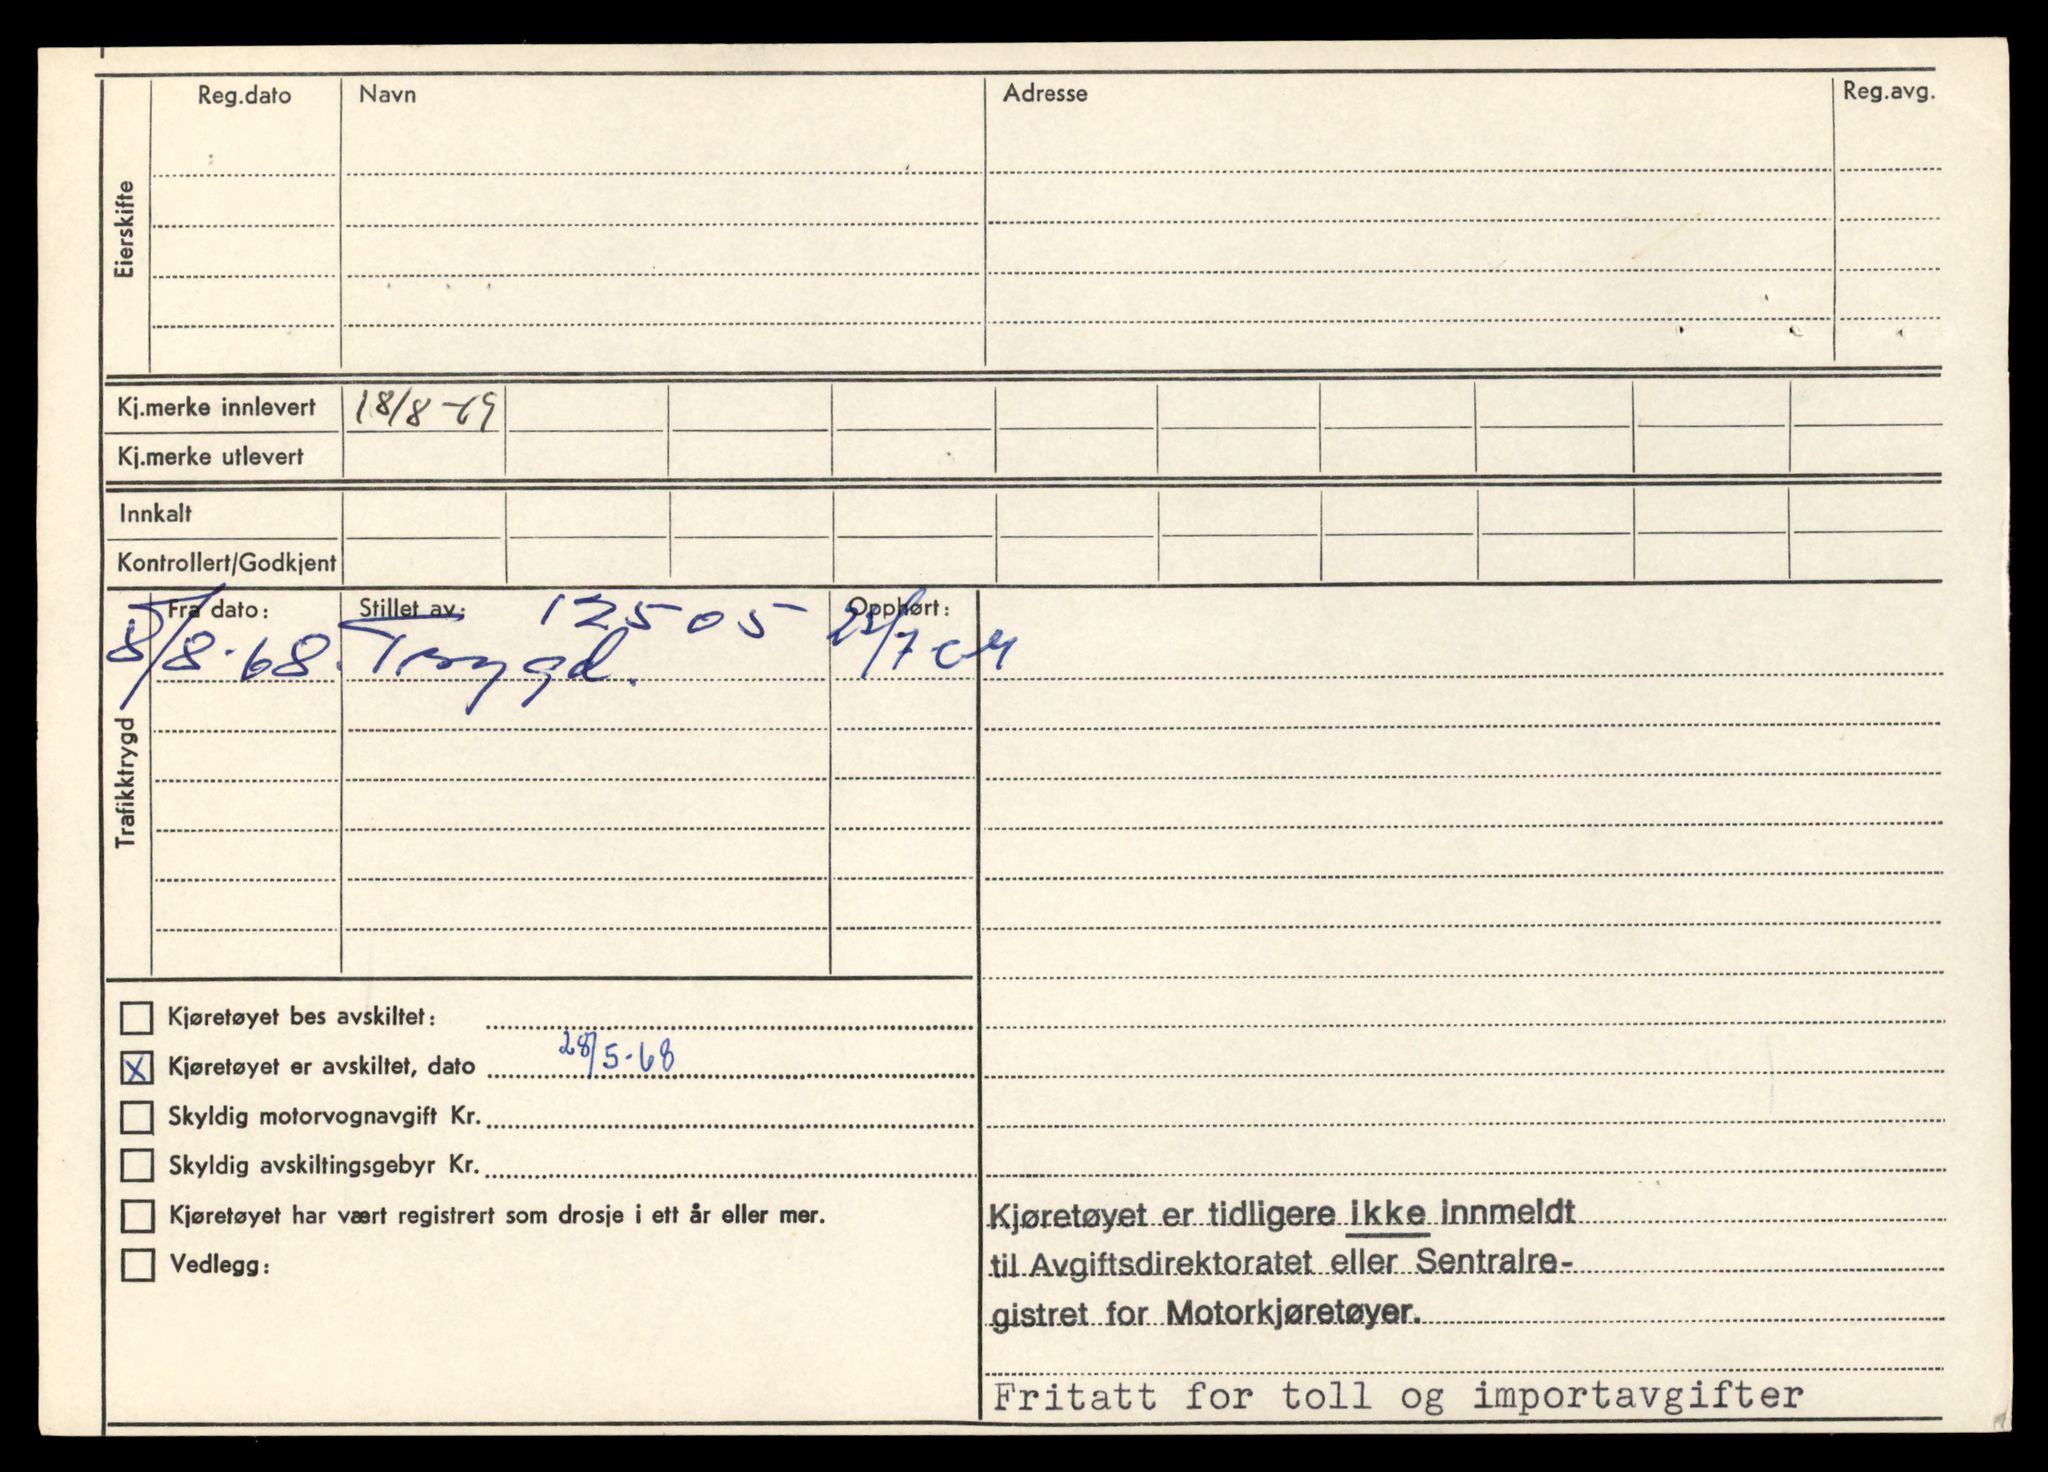 Reg.dato Navn Adresse Reg.avg.
Eierskifte
Kj.merke innlevert 18/8-69
Kj.merke utlevert
Innkalt
Kontrollert/Godkjent
Fra dato: Stillet av: 12505 Opphørt:
8/8-68. Trygd.
Trafikktrygd
Kjøretøyet bes avskiltet:
X Kjøretøyet er avskiltet, dato 28/5-68
Skyldig motorvognavgift Kr.
Skyldig avskiltingsgebyr Kr.
Kjøretøyet har vært registrert som drosje i ett år eller mer.
Vedlegg:
Kjøretøyet er tidligere ikke innmeldt
til Avgiftsdirektoratet eller Sentralre-
gistret for Motorkjøretøyer.
Fritatt for toll og importavgifter